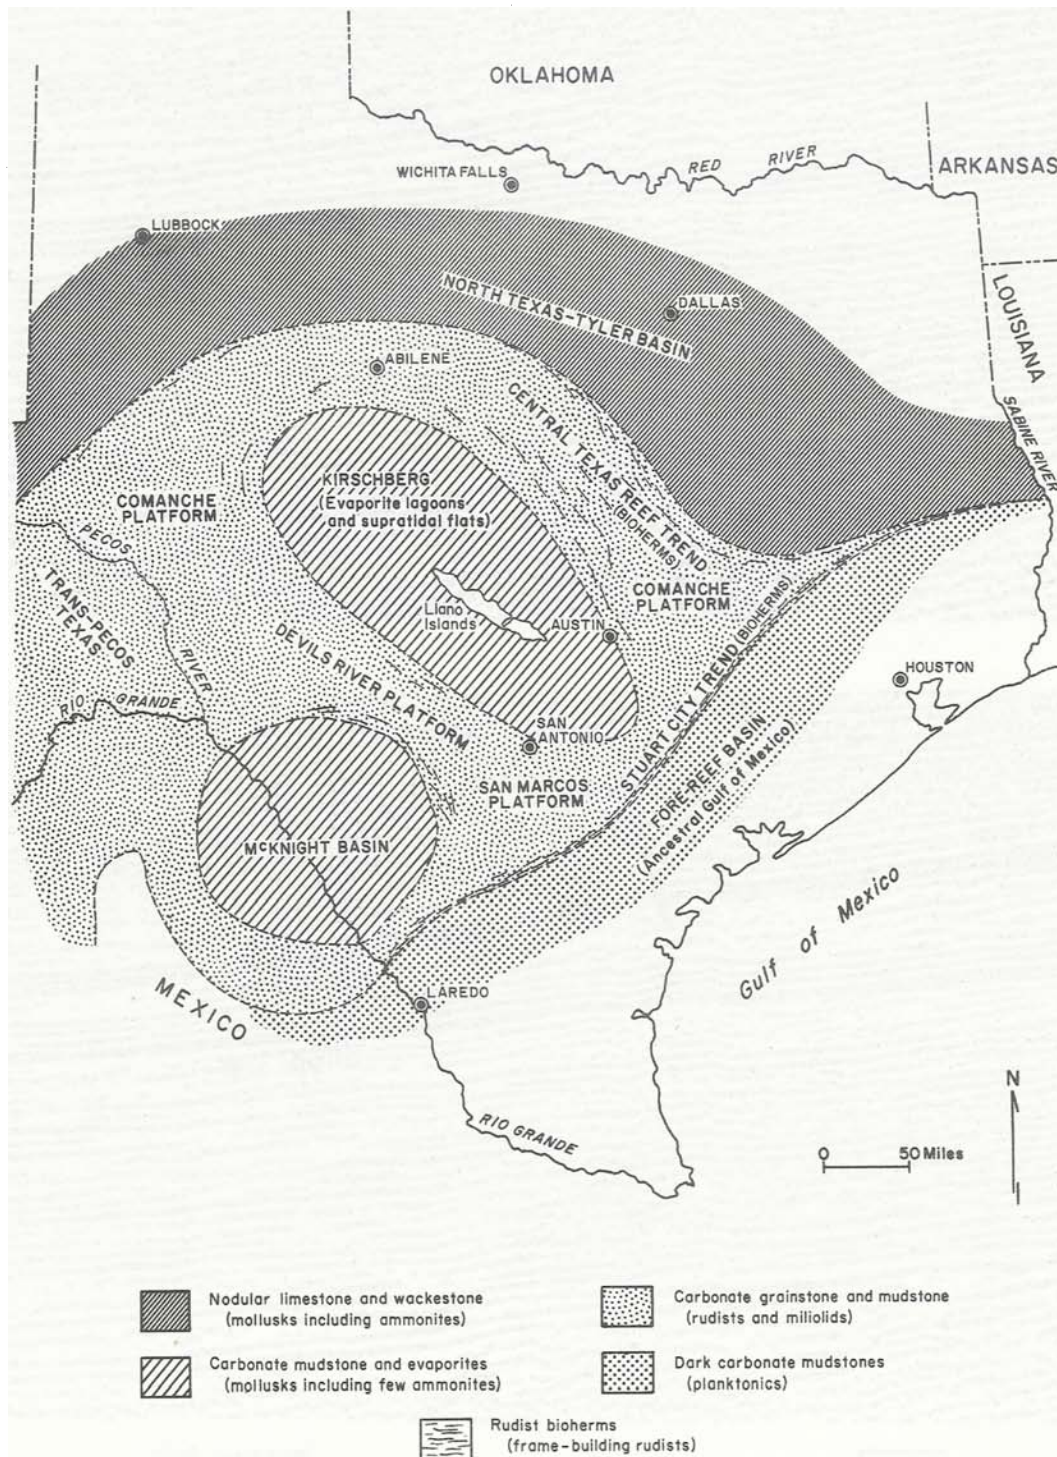 OKLAHOMA
RED RIVER
ARKANSAS
WICHITA FALLS
LUBBOCK
LOUISIANA
NORTH TEXAS-TYLER BASIN
DALLAS
ABILENE
SABINE RIVER
CENTRAL TEXAS REEF TREND
(BIOHERMS)
KIRSCHBERG
(Evaporite lagoons
and supratidal flats)
COMANCHE
PLATFORM
PECOS
RIVER
TRANS-PECOS
TEXAS
Llano
Islands
COMANCHE
PLATFORM
AUSTIN
DEVILS RIVER PLATFORM
STUART CITY TREND (BIOHERMS)
HOUSTON
RIO GRANDE
SAN
ANTONIO
SAN MARCOS
PLATFORM
FORE-REEF BASIN
(Ancestral Gulf of Mexico)
McKNIGHT BASIN
Gulf of Mexico
MEXICO
LAREDO
RIO GRANDE
N
0 50 Miles
Nodular limestone and wackestone
(mollusks including ammonites)
Carbonate grainstone and mudstone
(rudists and miliolids)
Carbonate mudstone and evaporites
(mollusks including few ammonites)
Dark carbonate mudstones
(planktonics)
Rudist bioherms
(frame-building rudists)